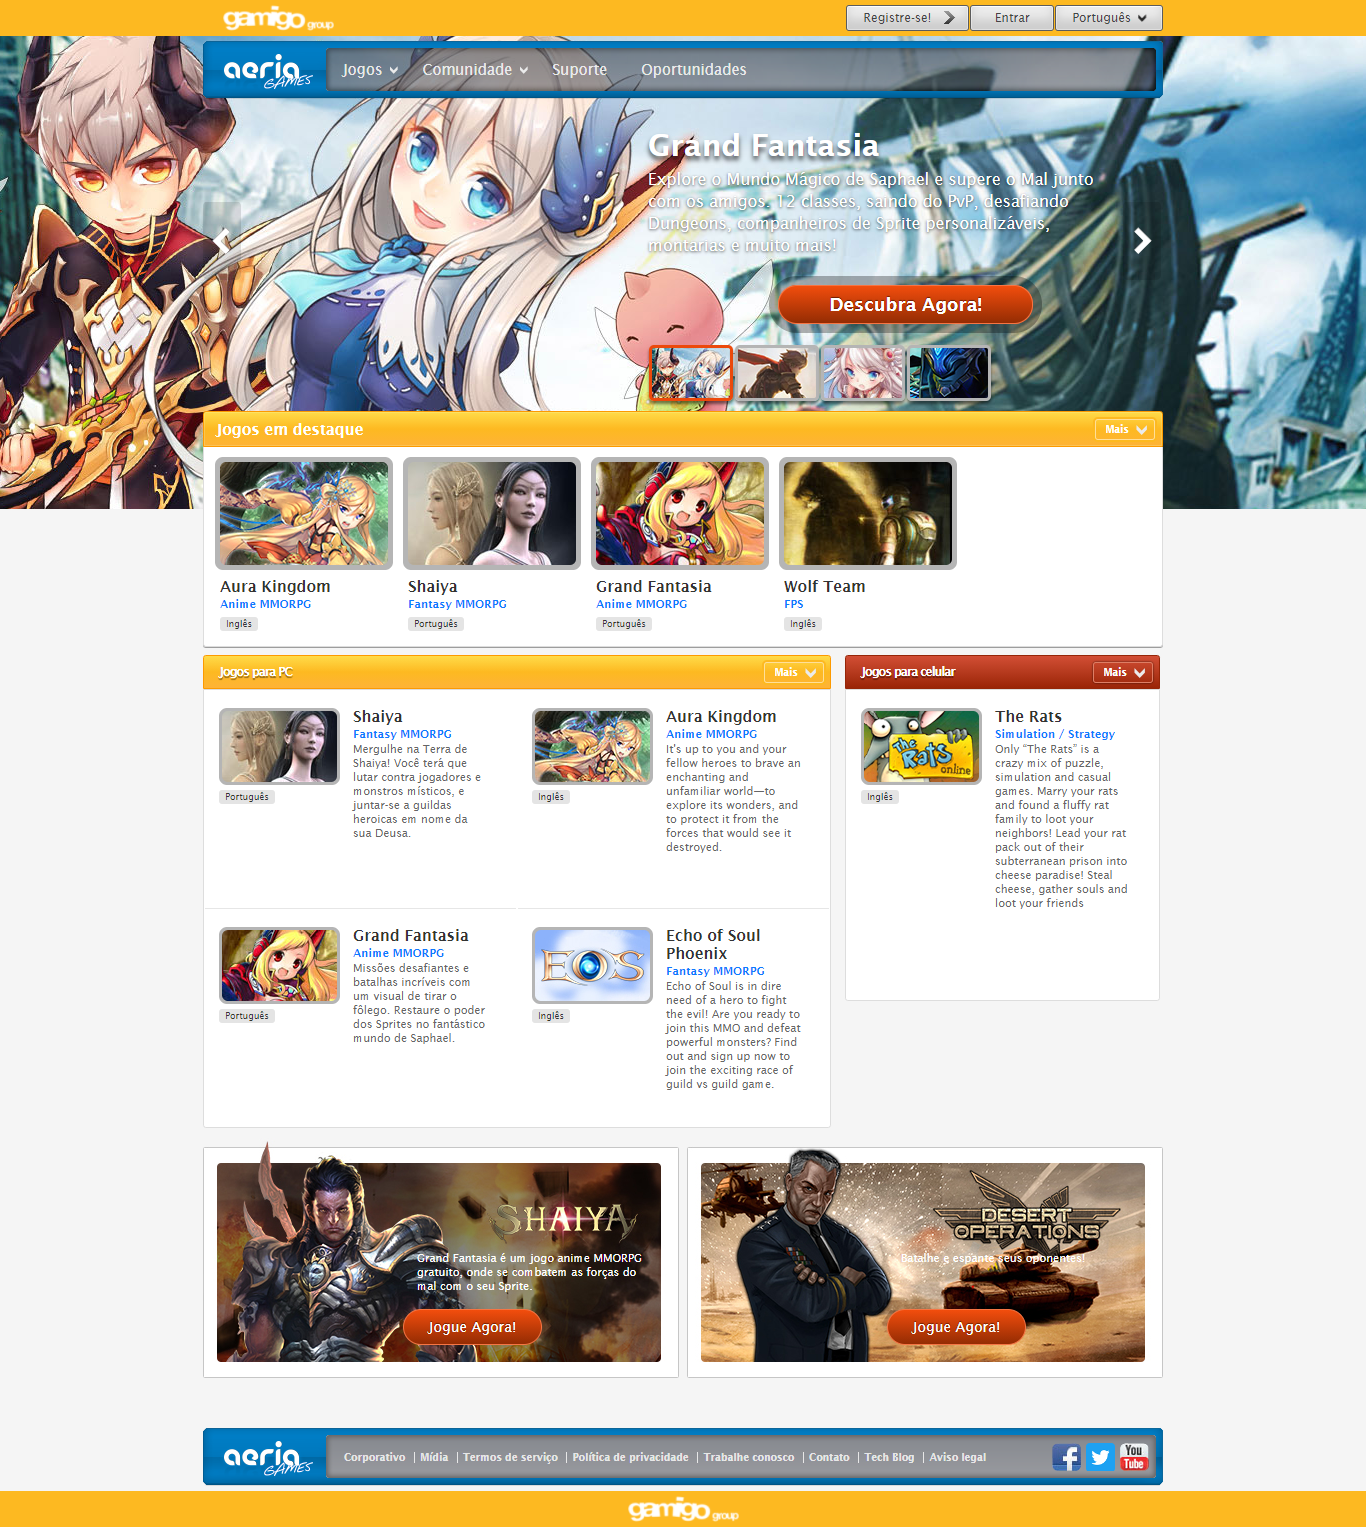 gamigo group
Registre-se!
Entrar
Português
aeria GAMES
Jogos
Comunidade
Suporte
Oportunidades
Grand Fantasia
Explore o Mundo Mágico de Saphael e supere o Mal junto
com os amigos. 12 classes, saindo do PvP, desafiando
Dungeons, companheiros de Sprite personalizáveis,
montarias e muito mais!
Descubra Agora!
Jogos em destaque
Mais
Aura Kingdom
Anime MMORPG
Inglês
Shaiya
Fantasy MMORPG
Português
Grand Fantasia
Anime MMORPG
Português
Wolf Team
FPS
Inglês
Jogos para PC
Mais
Shaiya
Fantasy MMORPG
Mergulhe na Terra de
Shaiya! Você terá que
lutar contra jogadores e
monstros místicos, e
juntar-se a guildas
heroicas em nome da
sua Deusa.
Português
Aura Kingdom
Anime MMORPG
It's up to you and your
fellow heroes to brave an
enchanting and
unfamiliar world—to
explore its wonders, and
to protect it from the
forces that would see it
destroyed.
Inglês
Grand Fantasia
Anime MMORPG
Missões desafiantes e
batalhas incríveis com
um visual de tirar o
fôlego. Restaure o poder
dos Sprites no fantástico
mundo de Saphael.
Português
EOS
Echo of Soul
Phoenix
Fantasy MMORPG
Echo of Soul is in dire
need of a hero to fight
the evil! Are you ready to
join this MMO and defeat
powerful monsters? Find
out and sign up now to
join the exciting race of
guild vs guild game.
Inglês
Jogos para celular
Mais
The Rats online
The Rats
Simulation / Strategy
Only “The Rats” is a
crazy mix of puzzle,
simulation and casual
games. Marry your rats
and found a fluffy rat
family to loot your
neighbors! Lead your rat
pack out of their
subterranean prison into
cheese paradise! Steal
cheese, gather souls and
loot your friends
Inglês
SHAIYA
Grand Fantasia é um jogo anime MMORPG
gratuito, onde se combatem as forças do
mal com o seu Sprite.
Jogue Agora!
DESERT
OPERATIONS
Batalhe e espante seus oponentes!
Jogue Agora!
aeria GAMES
Corporativo
Mídia
Termos de serviço
Política de privacidade
Trabalhe conosco
Contato
Tech Blog
Aviso legal
f
You
Tube
gamigo group